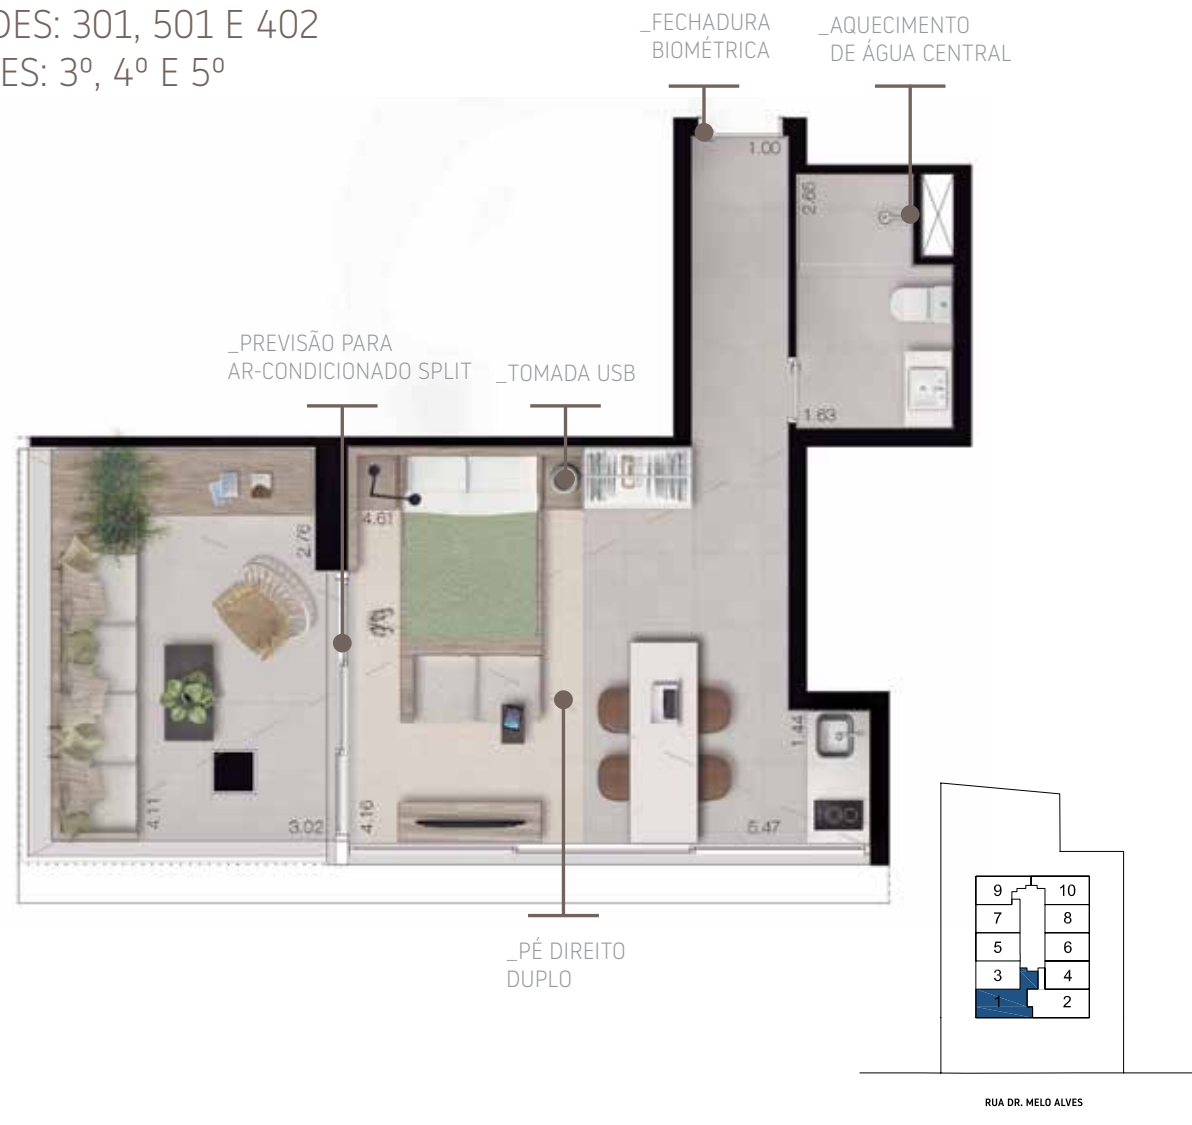 DES: 301, 501 E 402
ES: 3º, 4º E 5º
_FECHADURA
BIOMÉTRICA
_AQUECIMENTO
DE ÁGUA CENTRAL
1.00
2.65
1.63
_PREVISÃO PARA
AR-CONDICIONADO SPLIT
_TOMADA USB
4.61
2.76
1.44
4.11
3.02
4.16
5.47
_PÉ DIREITO
DUPLO
9 10
7 8
5 6
3 4
1 2
RUA DR. MELO ALVES